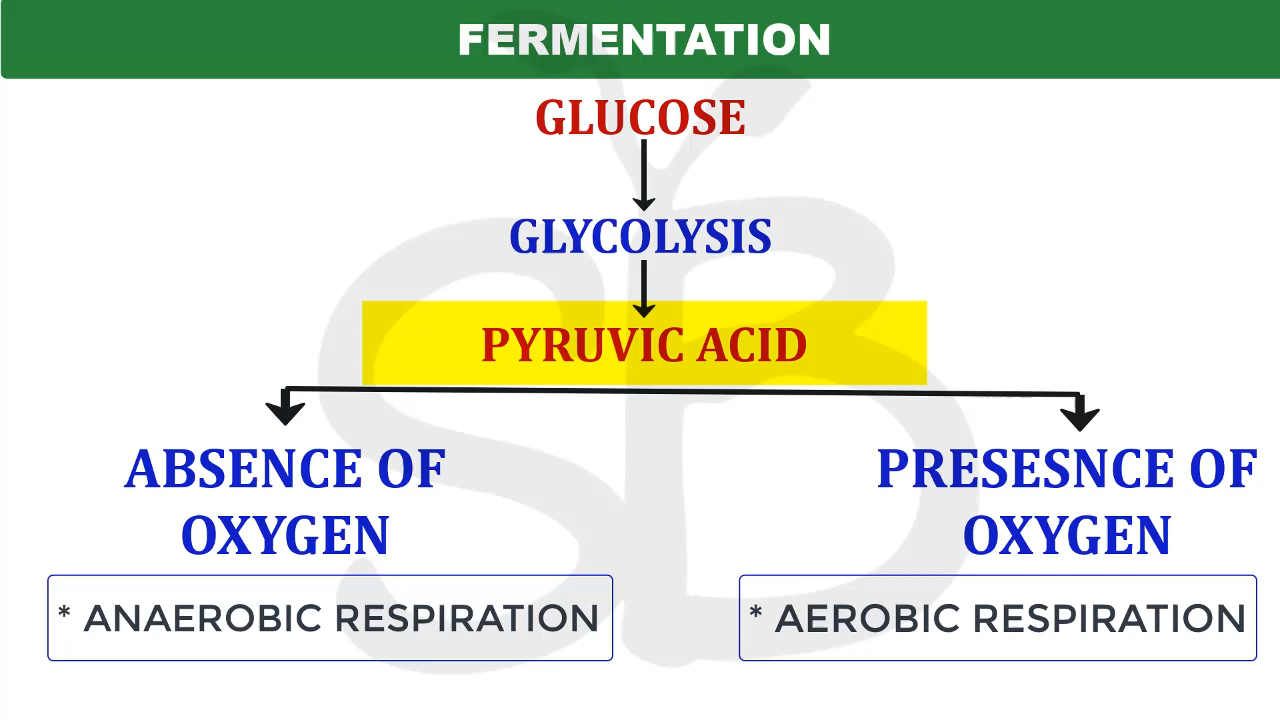 FERMENTATION
GLUCOSE
GLYCOLYSIS
PYRUVIC ACID
ABSENCE OF
OXYGEN
* ANAEROBIC RESPIRATION
PRESESNCE OF
OXYGEN
* AEROBIC RESPIRATION